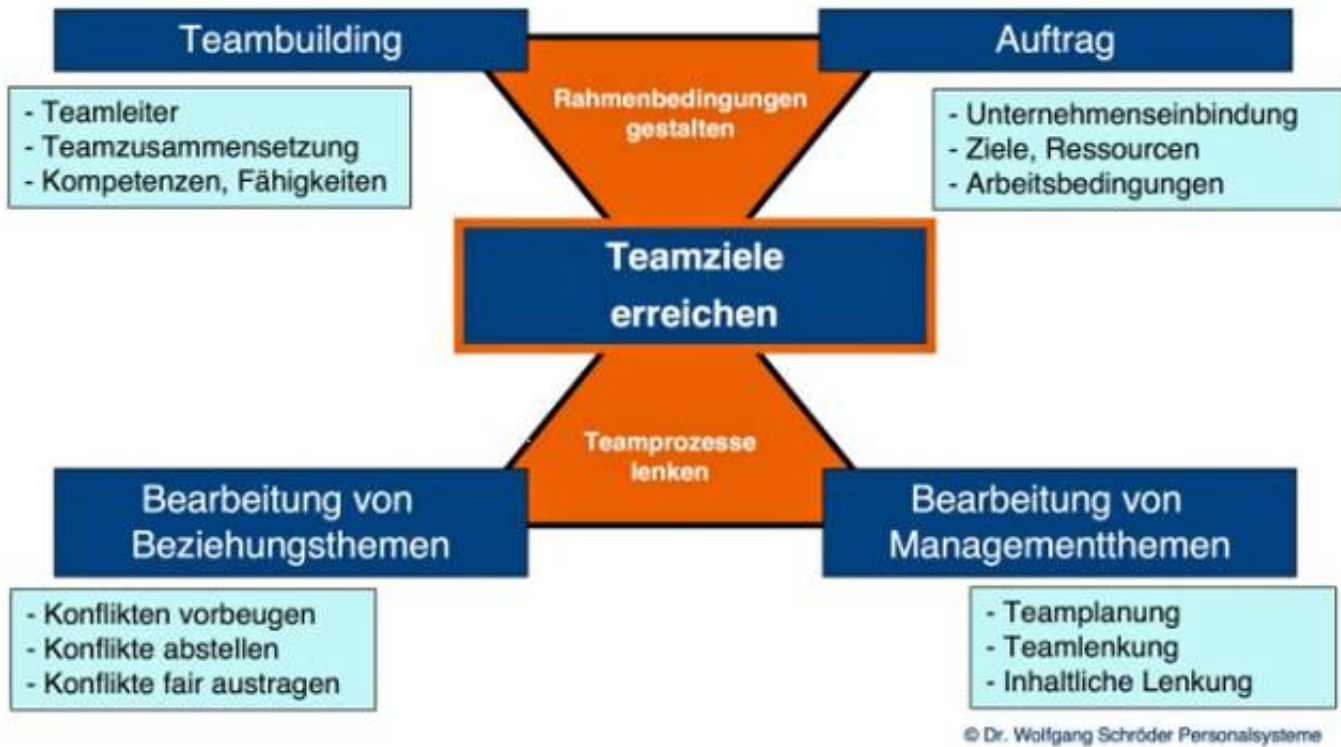 Teambuilding
Auftrag
Rahmenbedingungen
gestalten
- Teamleiter
- Teamzusammensetzung
- Kompetenzen, Fähigkeiten
- Unternehmenseinbindung
- Ziele, Ressourcen
- Arbeitsbedingungen
Teamziele
erreichen
Teamprozesse
lenken
Bearbeitung von
Beziehungsthemen
Bearbeitung von
Managementthemen
- Konflikten vorbeugen
- Konflikte abstellen
- Konflikte fair austragen
- Teamplanung
- Teamlenkung
- Inhaltliche Lenkung
© Dr. Wolfgang Schröder Personalsysteme